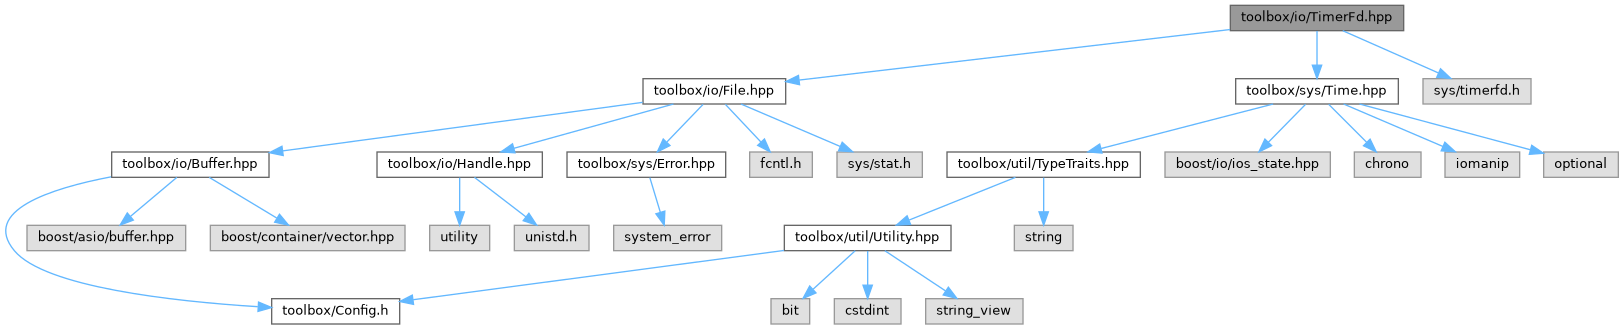 toolbox/io/TimerFd.hpp
toolbox/io/File.hpp
toolbox/sys/Time.hpp
sys/timerfd.h
toolbox/io/Buffer.hpp
toolbox/io/Handle.hpp
toolbox/sys/Error.hpp
fcntl.h
sys/stat.h
toolbox/util/TypeTraits.hpp
boost/io/ios_state.hpp
chrono
iomanip
optional
boost/asio/buffer.hpp
boost/container/vector.hpp
utility
unistd.h
system_error
toolbox/util/Utility.hpp
string
toolbox/Config.h
bit
cstdint
string_view